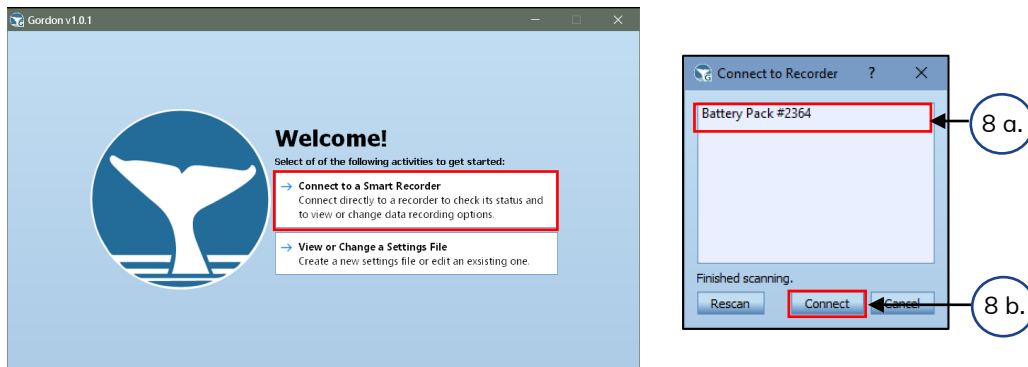 Gordon v1.0.1
Welcome!
Select of of the following activities to get started:
→ Connect to a Smart Recorder
Connect directly to a recorder to check its status and
to view or change data recording options.
→ View or Change a Settings File
Create a new settings file or edit an exsisting one.
Connect to Recorder ?
Battery Pack #2364
8 a.
Finished scanning.
Rescan Connect Cancel
8 b.